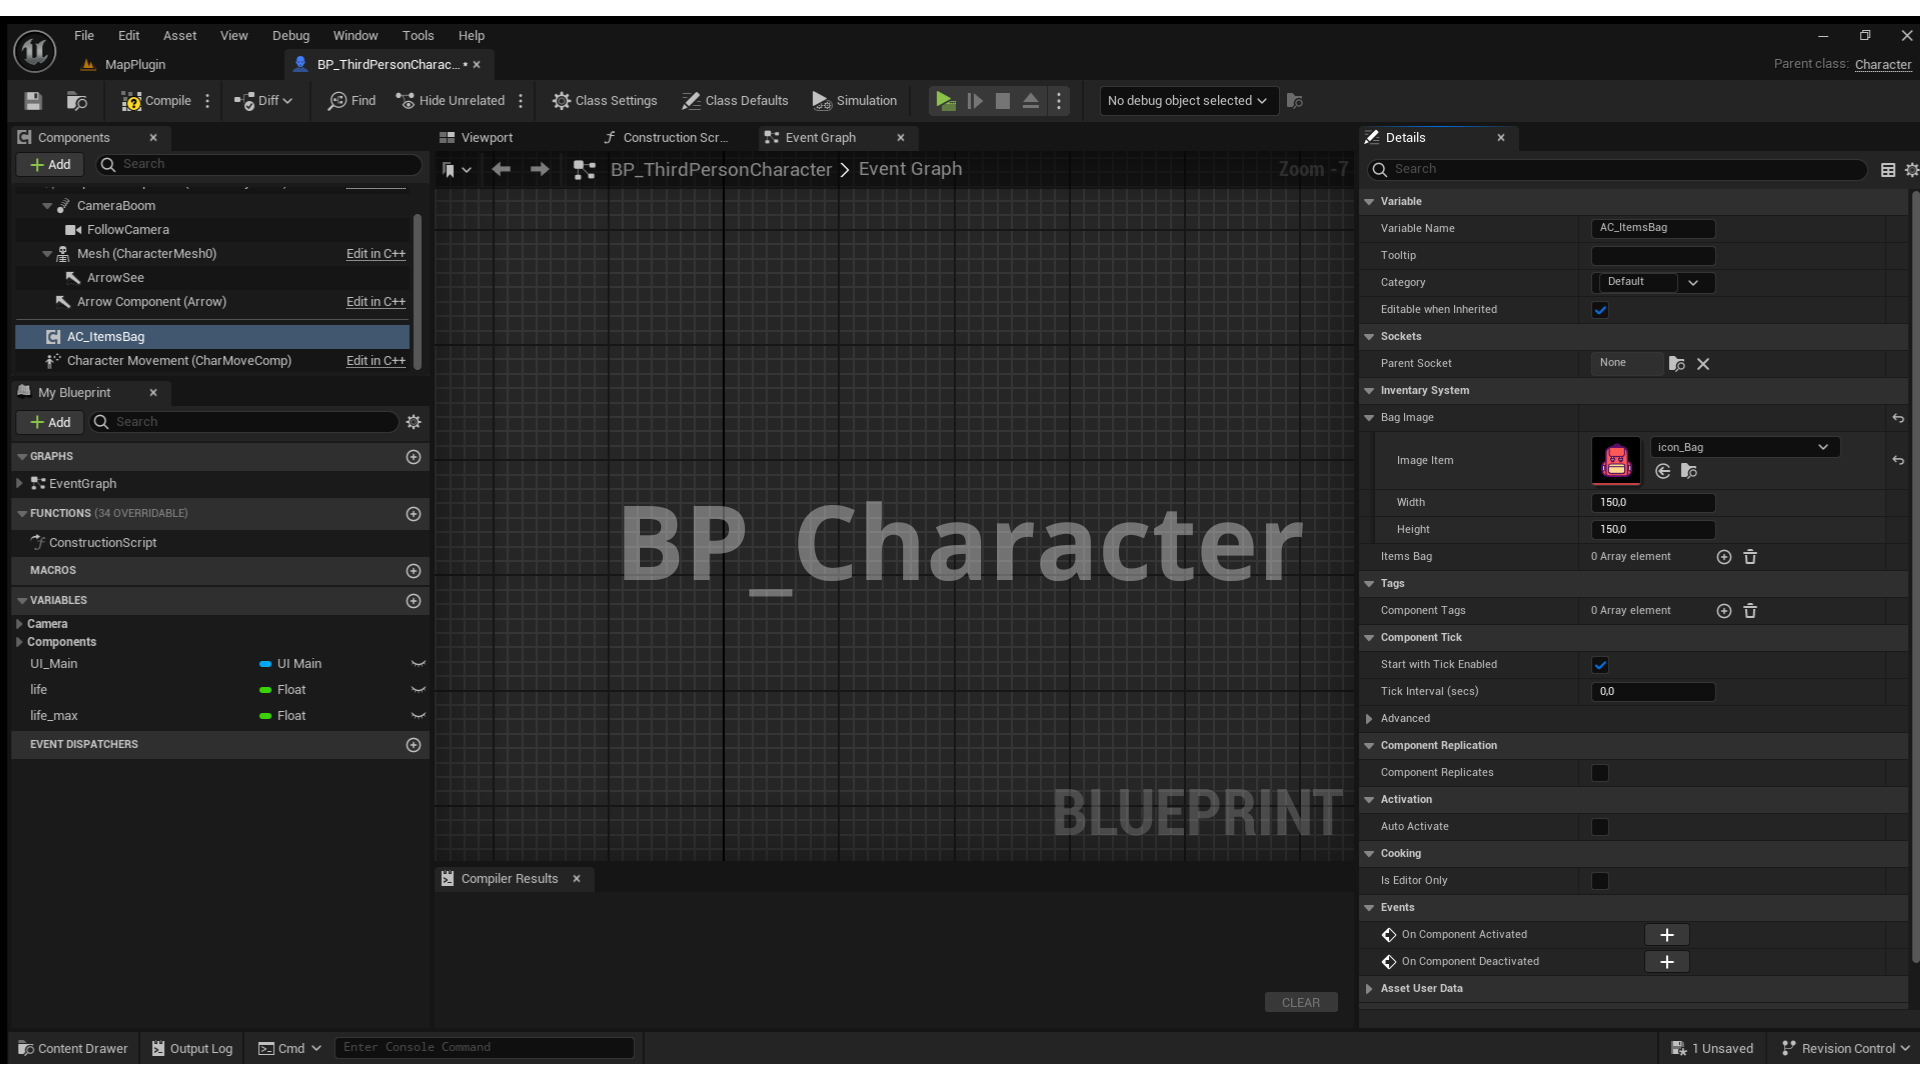 File Edit Asset View Debug Window Tools Help
MapPlugin
BP_ThirdPersonCharac...
Parent class: Character
Compile
Diff
Find
Hide Unrelated
Class Settings
Class Defaults
Simulation
No debug object selected
Components
Add
Search
CameraBoom
FollowCamera
Mesh (CharacterMesh0) Edit in C++
ArrowSee
Arrow Component (Arrow) Edit in C++
AC_ItemsBag
Character Movement (CharMoveComp) Edit in C++
My Blueprint
Add
Search
GRAPHS
EventGraph
FUNCTIONS (34 OVERRIDABLE)
ConstructionScript
MACROS
VARIABLES
Camera
Components
UI_Main UI Main
life Float
life_max Float
EVENT DISPATCHERS
Viewport
Construction Scr...
Event Graph
BP_ThirdPersonCharacter > Event Graph
Zoom -7
BP_Character
BLUEPRINT
Compiler Results
CLEAR
Details
Search
Variable
Variable Name AC_ItemsBag
Tooltip
Category Default
Editable when Inherited
Sockets
Parent Socket None
Inventory System
Bag Image
Image Item icon_Bag
Width 150,0
Height 150,0
Items Bag 0 Array element
Tags
Component Tags 0 Array element
Component Tick
Start with Tick Enabled
Tick Interval (secs) 0,0
Advanced
Component Replication
Component Replicates
Activation
Auto Activate
Cooking
Is Editor Only
Events
On Component Activated
On Component Deactivated
Asset User Data
Content Drawer
Output Log
Cmd
Enter Console Command
1 Unsaved
Revision Control